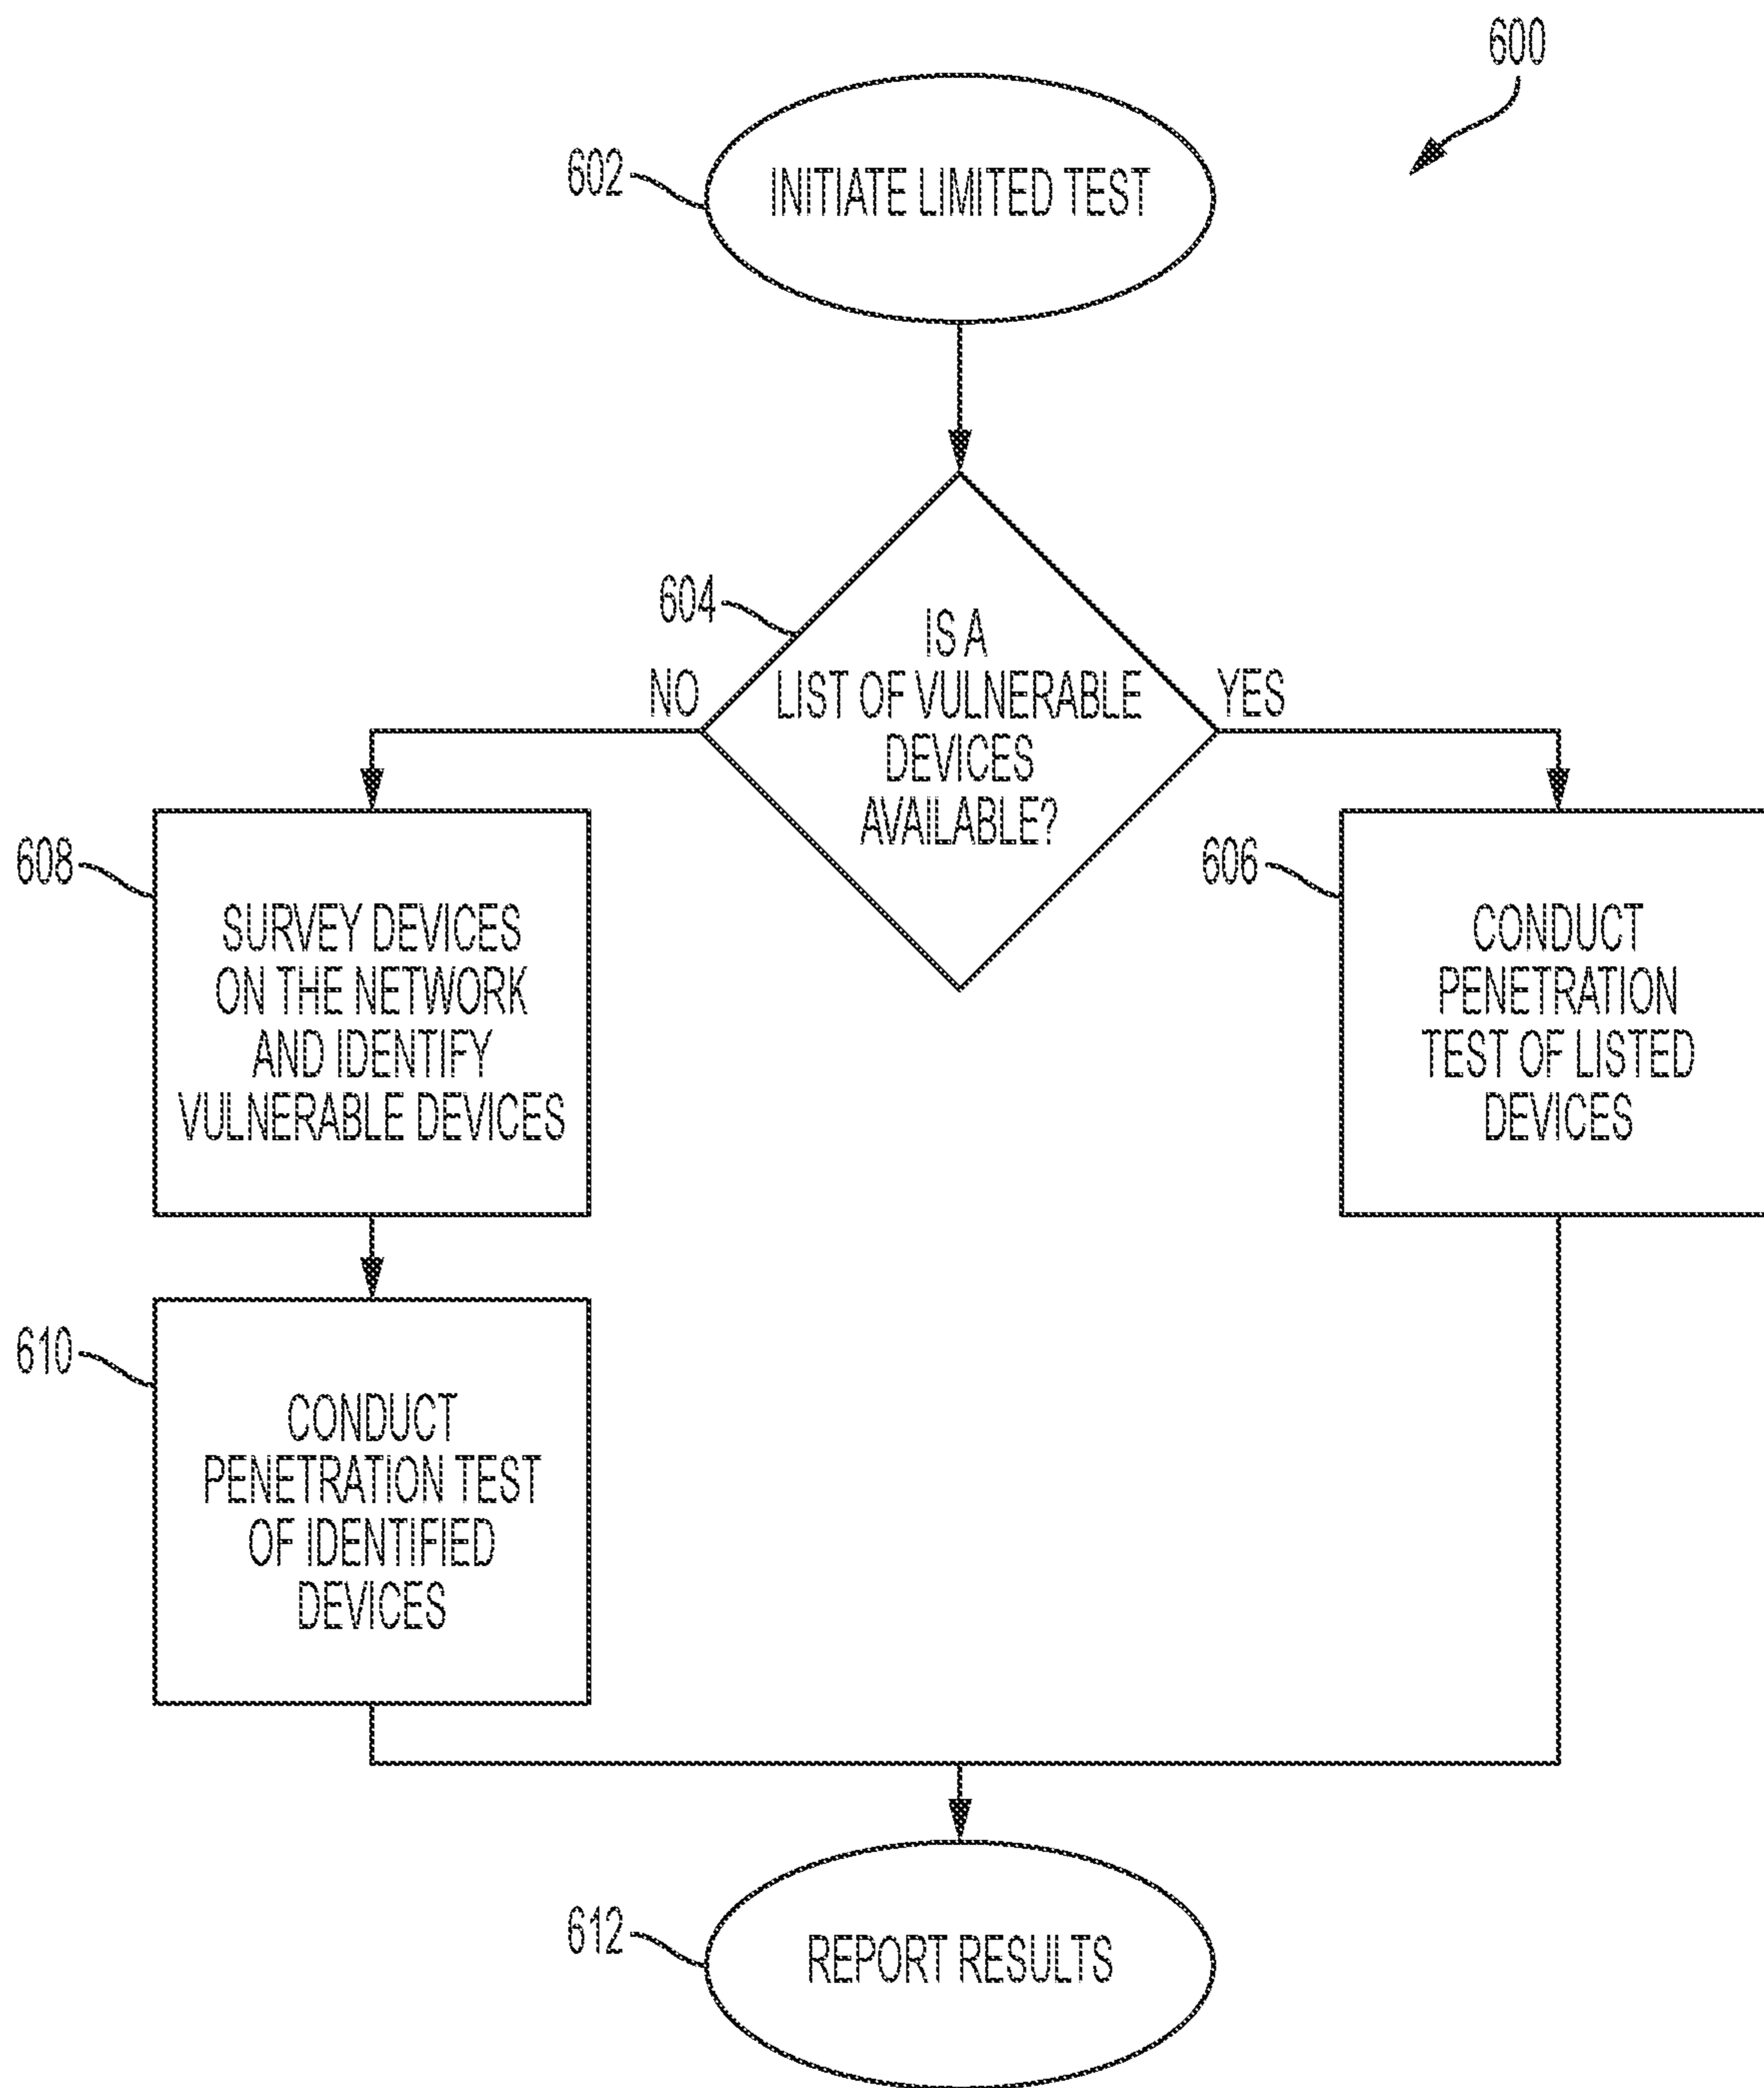 600
602
INITIATE LIMITED TEST
604
IS A
LIST OF VULNERABLE
DEVICES
AVAILABLE?
NO
YES
608
SURVEY DEVICES
ON THE NETWORK
AND IDENTIFY
VULNERABLE DEVICES
606
CONDUCT
PENETRATION
TEST OF LISTED
DEVICES
610
CONDUCT
PENETRATION TEST
OF IDENTIFIED
DEVICES
612
REPORT RESULTS